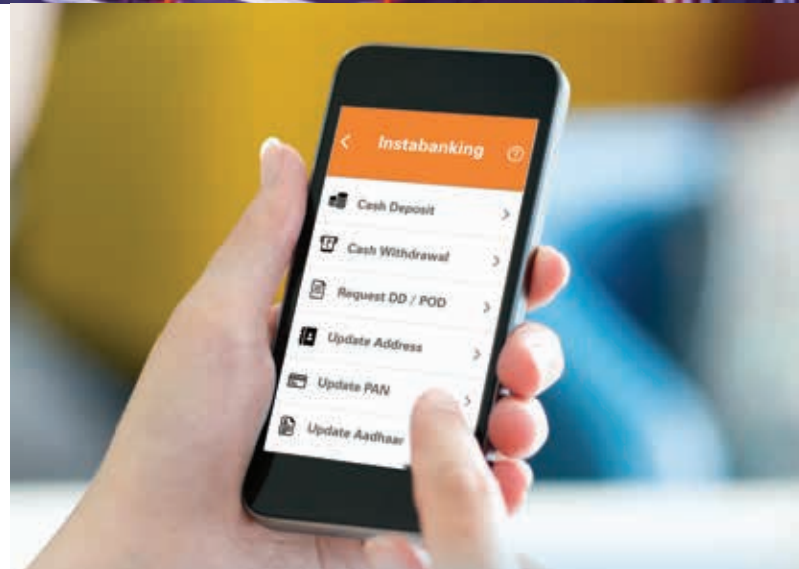 Instabanking
Cash Deposit
Cash Withdrawal
Request DD / POD
Update Address
Update PAN
Update Aadhaar